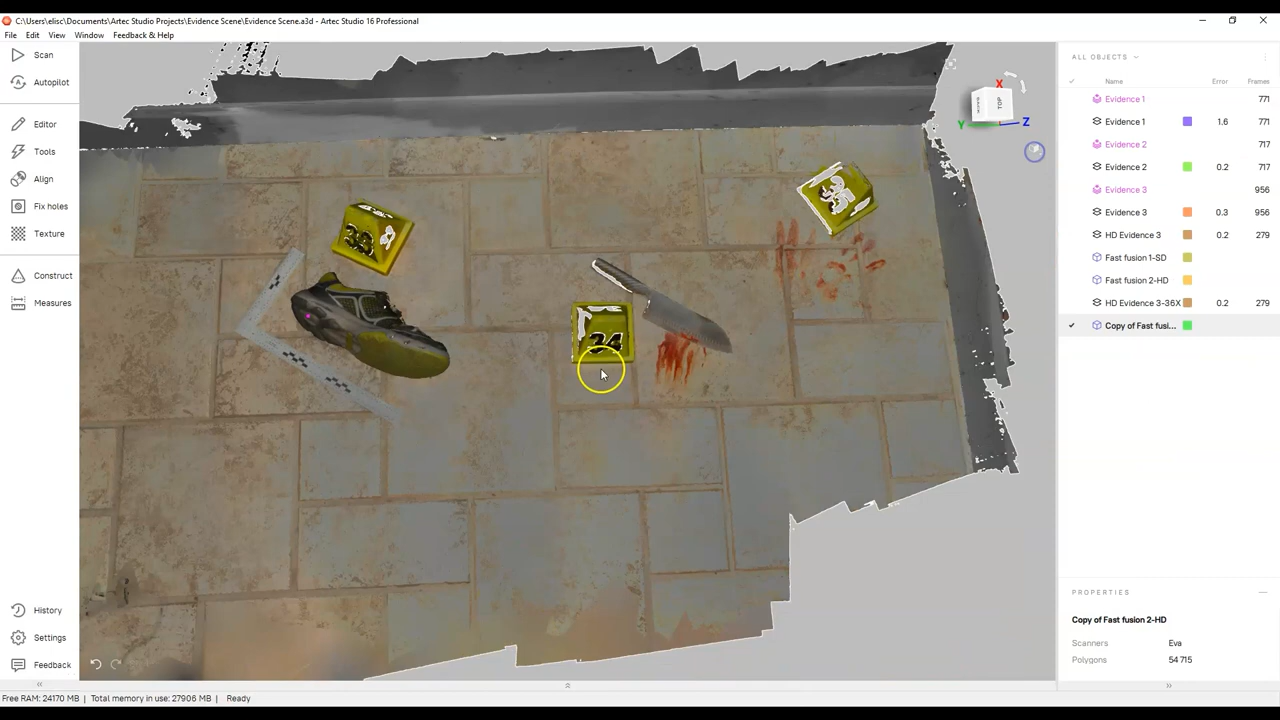 C:\Users\elisc\Documents\Artec Studio Projects\Evidence Scene\Evidence Scene.a3d - Artec Studio 16 Professional
File Edit View Window Feedback & Help
Scan
Autopilot
Editor
Tools
Align
Fix holes
Texture
Construct
Measures
History
Settings
Feedback
33
34
35
X
Y
Z
TOP
ALL OBJECTS
Name Error Frames
Evidence 1 771
Evidence 1 1.6 771
Evidence 2 717
Evidence 2 0.2 717
Evidence 3 956
Evidence 3 0.3 956
HD Evidence 3 0.2 279
Fast fusion 1-SD
Fast fusion 2-HD
HD Evidence 3-36X 0.2 279
Copy of Fast fusi...
PROPERTIES
Copy of Fast fusion 2-HD
Scanners Eva
Polygons 54 715
Free RAM: 24170 MB | Total memory in use: 27906 MB | Ready